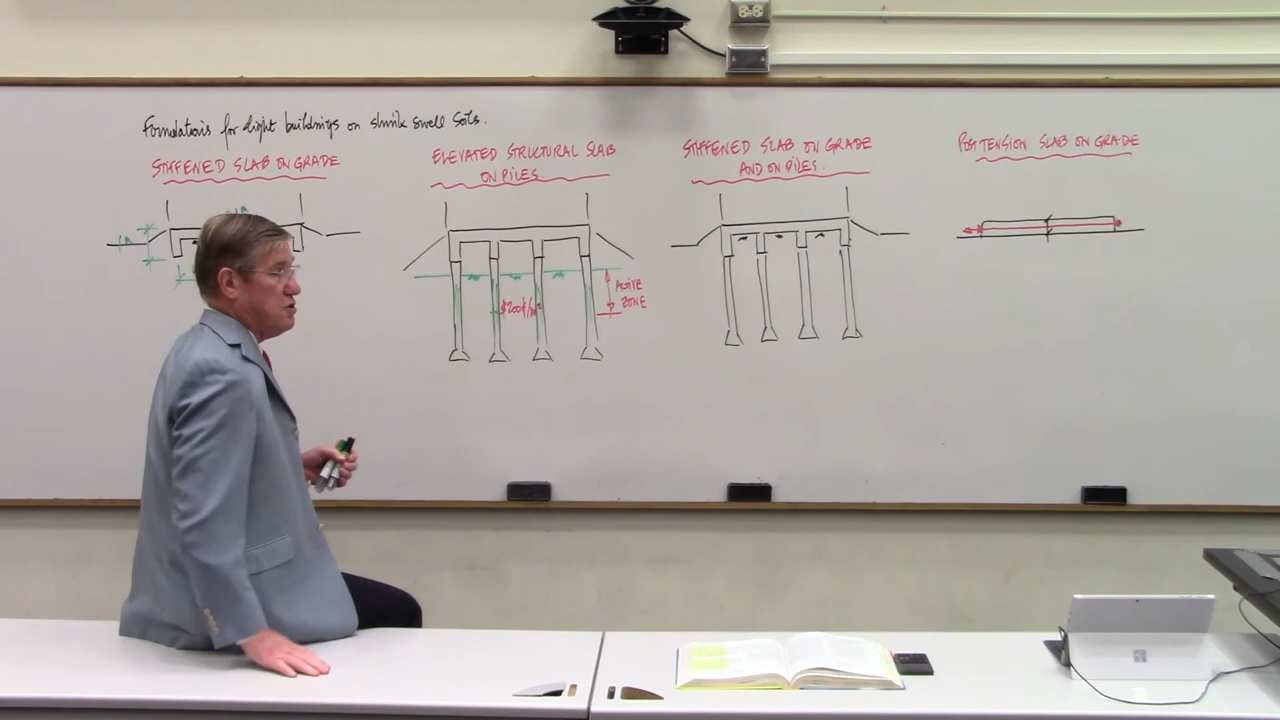 Foundations for light buildings on shrink swell soils.
STIFFENED SLAB ON GRADE
ELEVATED STRUCTURAL SLAB
ON PILES.
ACTIVE
ZONE
STIFFENED SLAB ON GRADE
AND ON PILES.
POST TENSION SLAB ON GRADE